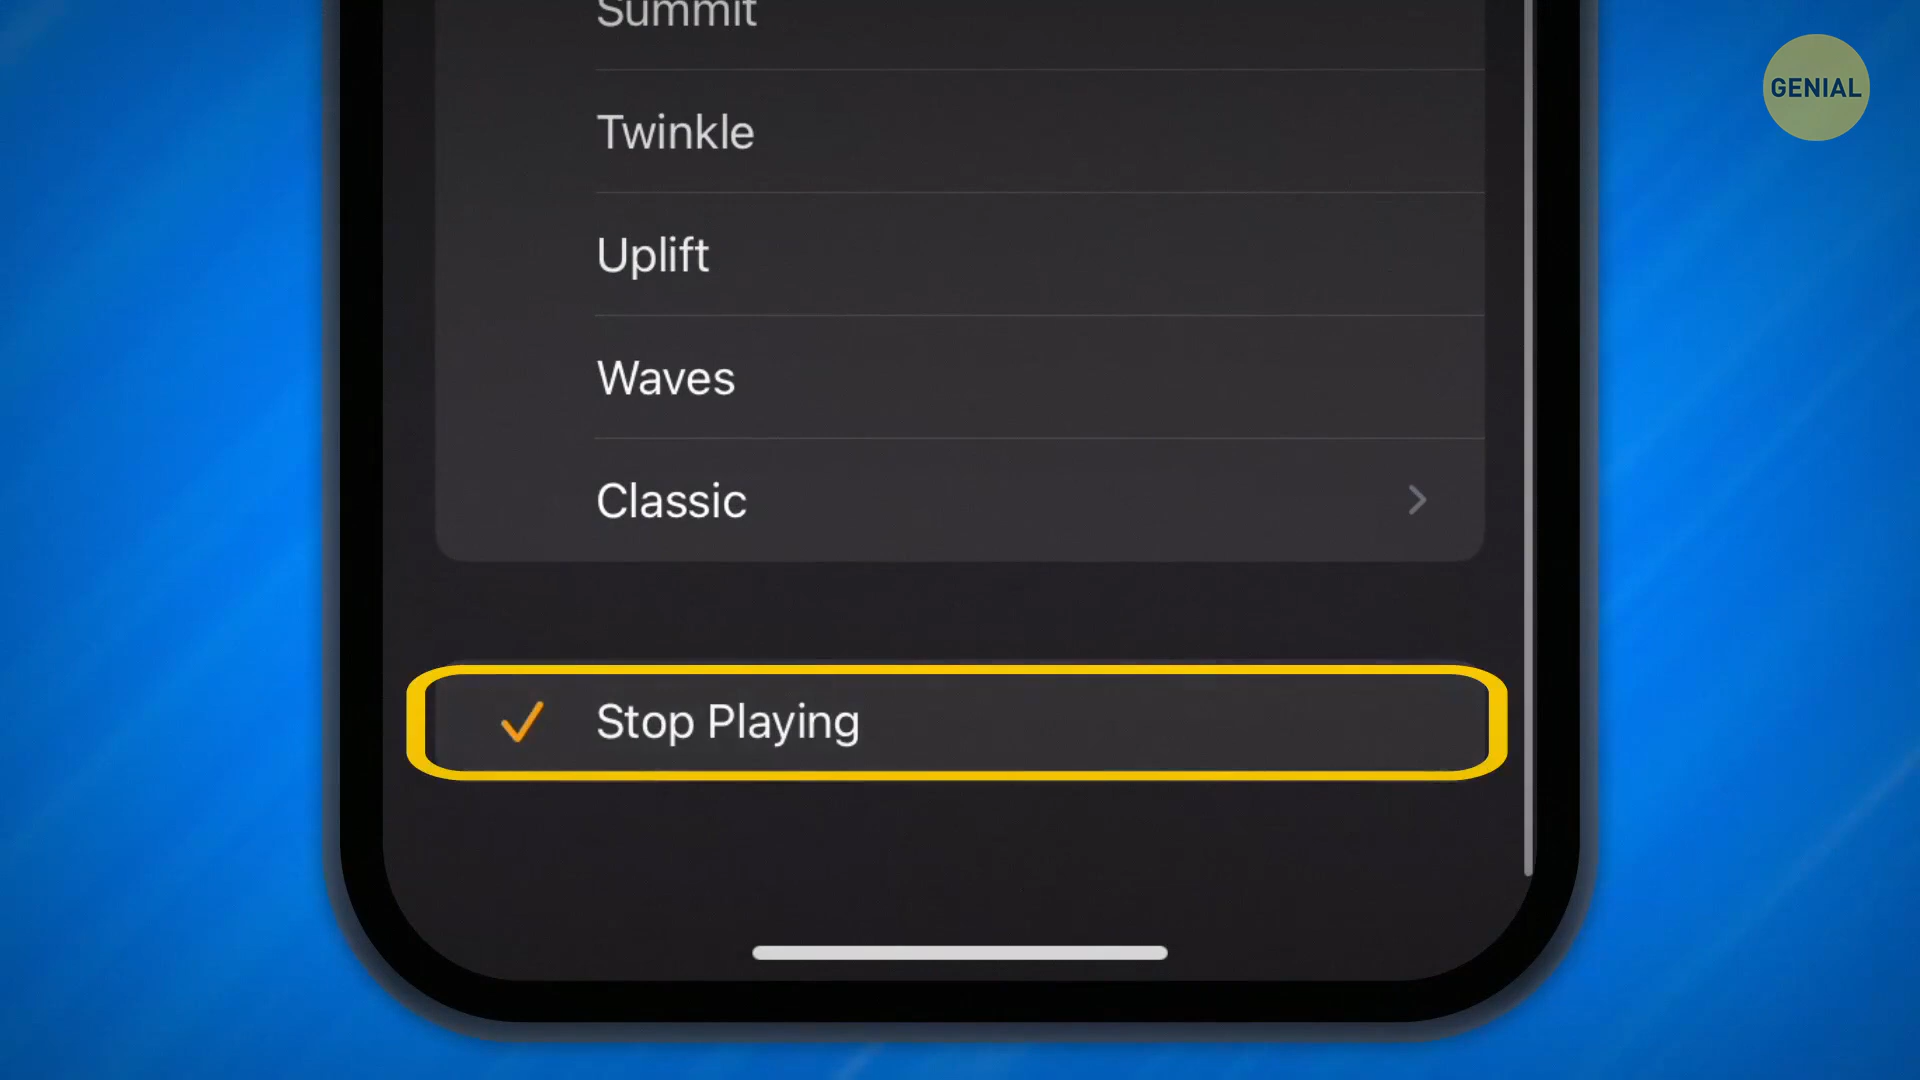 Summit
GENIAL
Twinkle
Uplift
Waves
Classic
Stop Playing